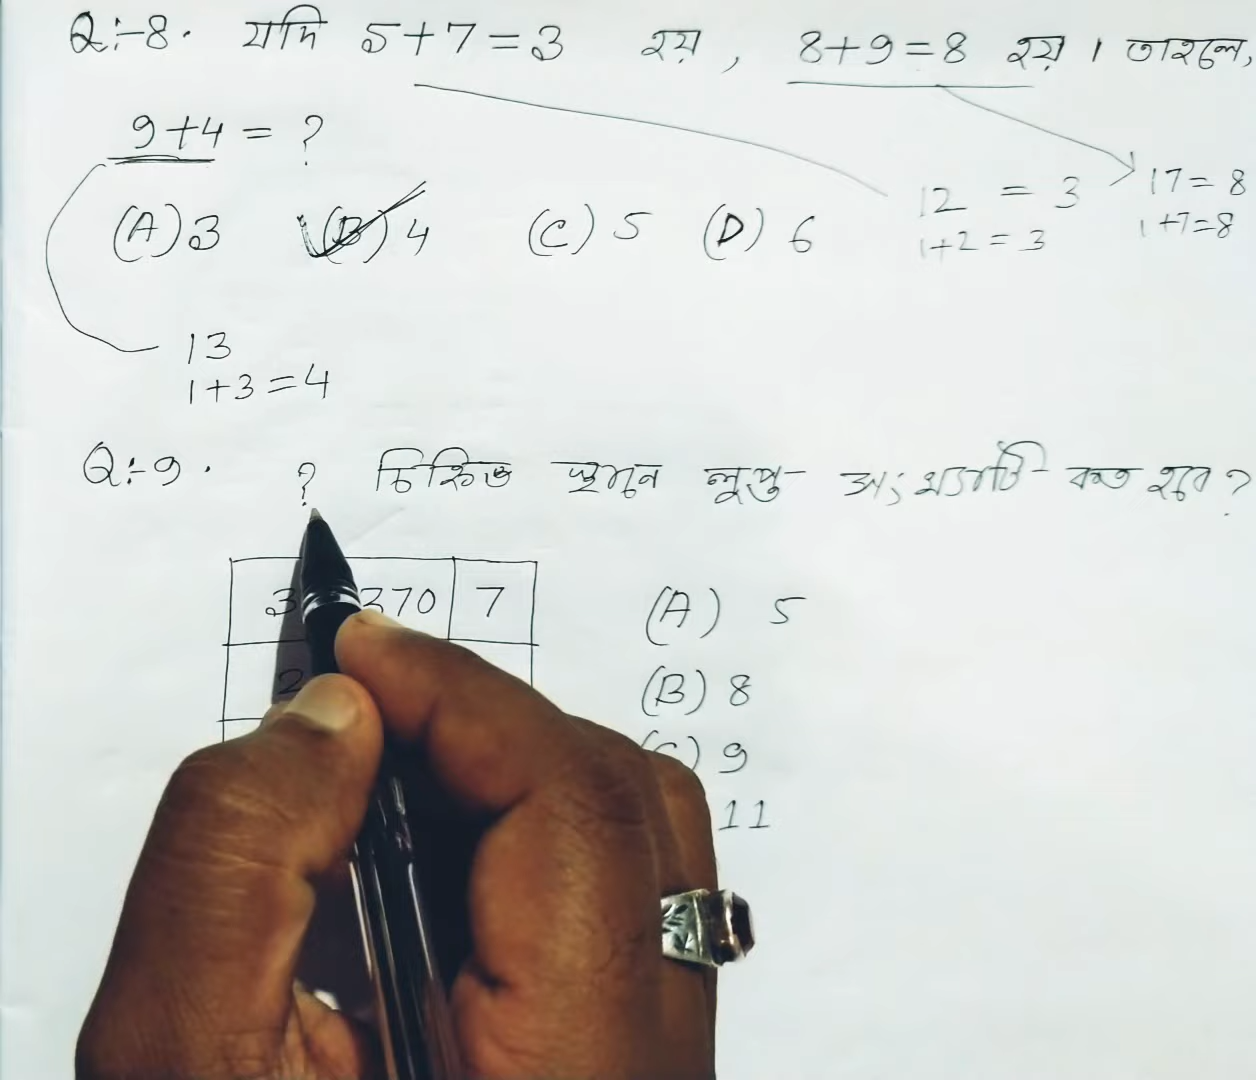 Q:-8. যদি 5+7=3 হয়, 8+9=8 হয়। তাহলে,
9+4 = ?
(A) 3 (B) 4 (C) 5 (D) 6
12 = 3
1+2 = 3
17 = 8
1+7=8
13
1+3=4
Q:-9. ? চিহ্নিত স্থানে লুপ্ত সংখ্যাটি কত হবে?
3 370 7
2
(A) 5
(B) 8
(C) 9
11